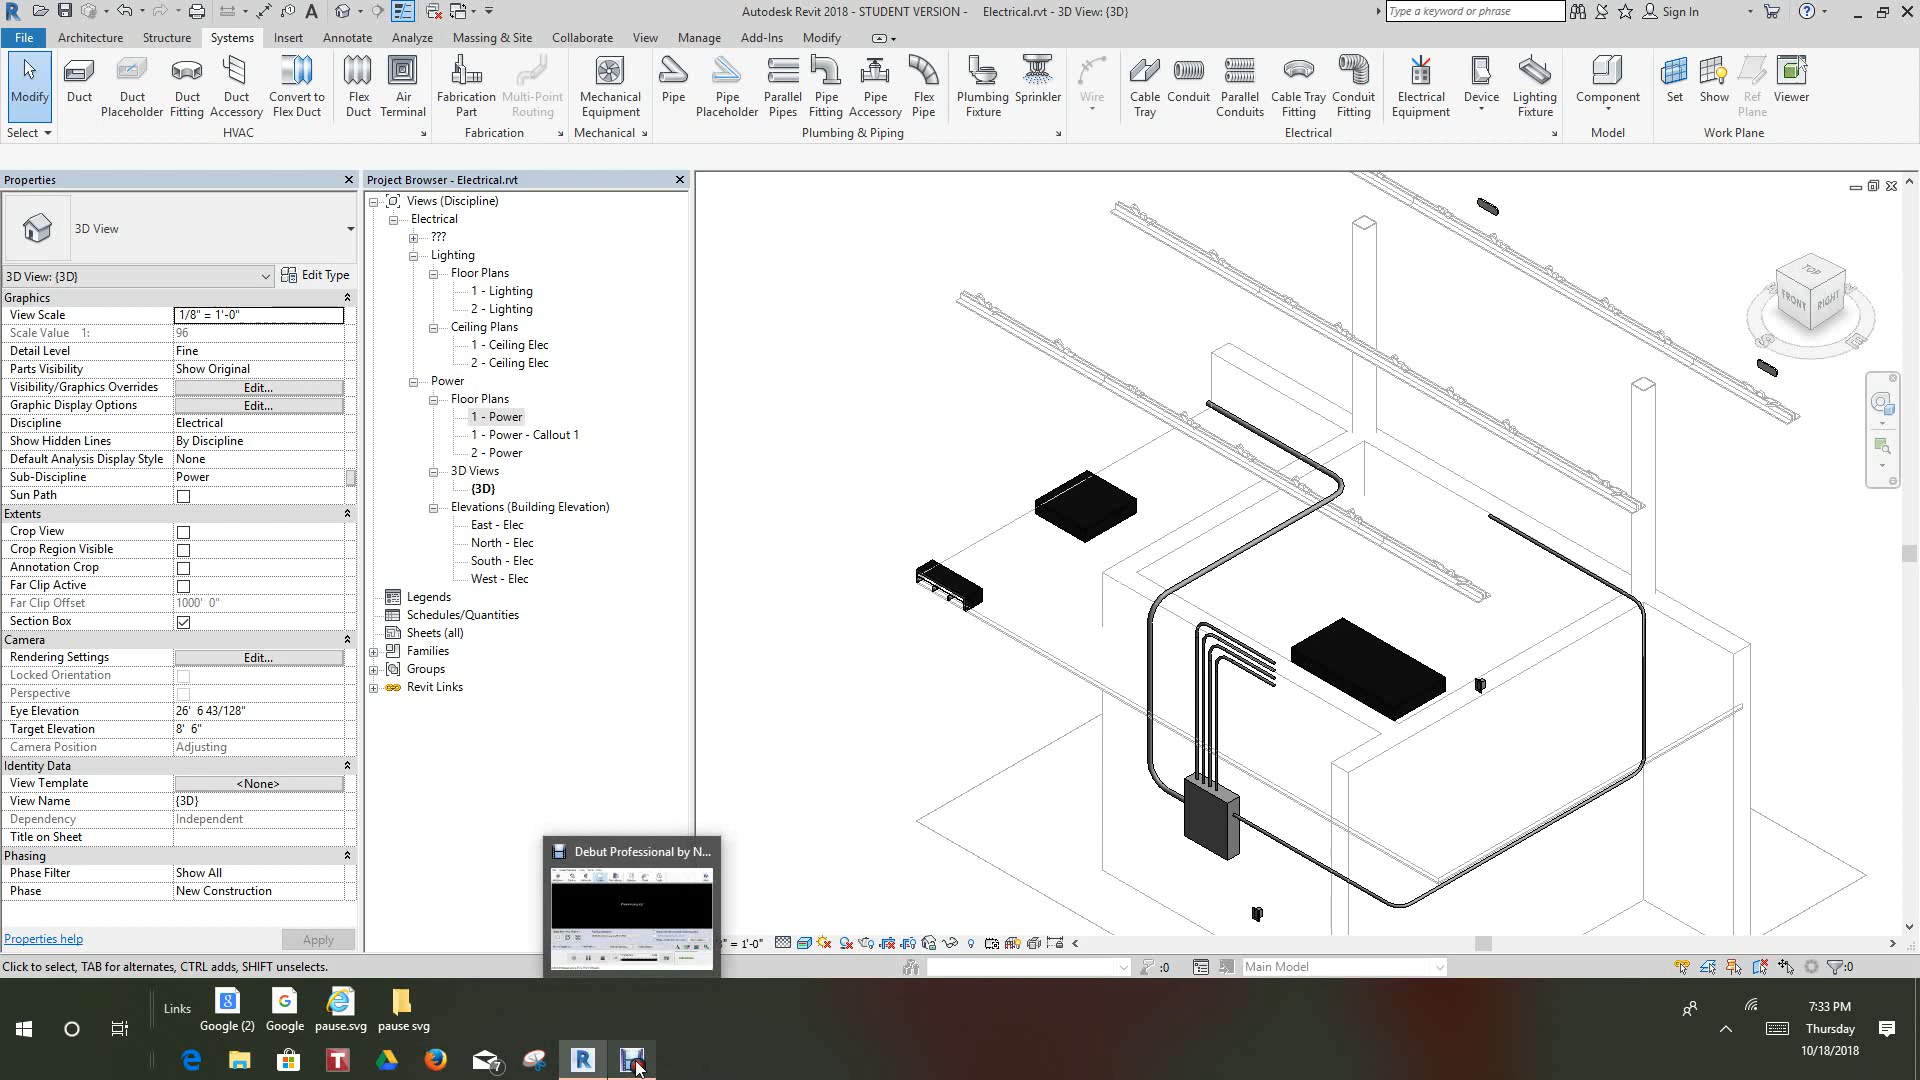 Autodesk Revit 2018 - STUDENT VERSION -    Electrical.rvt - 3D View: {3D}
Type a keyword or phrase
Sign In
File Architecture Structure Systems Insert Annotate Analyze Massing & Site Collaborate View Manage Add-Ins Modify
Modify
Duct
Duct Placeholder
Duct Fitting
Duct Accessory
Convert to Flex Duct
Flex Duct
Air Terminal
Fabrication Part
Multi-Point Routing
Mechanical Equipment
Pipe
Pipe Placeholder
Parallel Pipes
Pipe Fitting
Pipe Accessory
Flex Pipe
Plumbing Fixture
Sprinkler
Wire
Cable Tray
Conduit
Parallel Conduits
Cable Tray Fitting
Conduit Fitting
Electrical Equipment
Device
Lighting Fixture
Component
Set
Show
Ref Plane
Viewer
Select HVAC Fabrication Mechanical Plumbing & Piping Electrical Model Work Plane
Properties
3D View
3D View: {3D} Edit Type
Graphics
View Scale 1/8" = 1'-0"
Scale Value 1: 96
Detail Level Fine
Parts Visibility Show Original
Visibility/Graphics Overrides Edit...
Graphic Display Options Edit...
Discipline Electrical
Show Hidden Lines By Discipline
Default Analysis Display Style None
Sub-Discipline Power
Sun Path
Extents
Crop View
Crop Region Visible
Annotation Crop
Far Clip Active
Far Clip Offset 1000' 0"
Section Box
Camera
Rendering Settings Edit...
Locked Orientation
Perspective
Eye Elevation 26' 6 43/128"
Target Elevation 8' 6"
Camera Position Adjusting
Identity Data
View Template <None>
View Name {3D}
Dependency Independent
Title on Sheet
Phasing
Phase Filter Show All
Phase New Construction
Properties help Apply
Project Browser - Electrical.rvt
Views (Discipline)
Electrical
???
Lighting
Floor Plans
1 - Lighting
2 - Lighting
Ceiling Plans
1 - Ceiling Elec
2 - Ceiling Elec
Power
Floor Plans
1 - Power
1 - Power - Callout 1
2 - Power
3D Views
{3D}
Elevations (Building Elevation)
East - Elec
North - Elec
South - Elec
West - Elec
Legends
Schedules/Quantities
Sheets (all)
Families
Groups
Revit Links
TOP
FRONT RIGHT
S E
Debut Professional by N...
" = 1'-0"
Click to select, TAB for alternates, CTRL adds, SHIFT unselects.
:0
Main Model
:0
Links
Google (2) Google pause.svg pause svg
7
7:33 PM
Thursday
10/18/2018